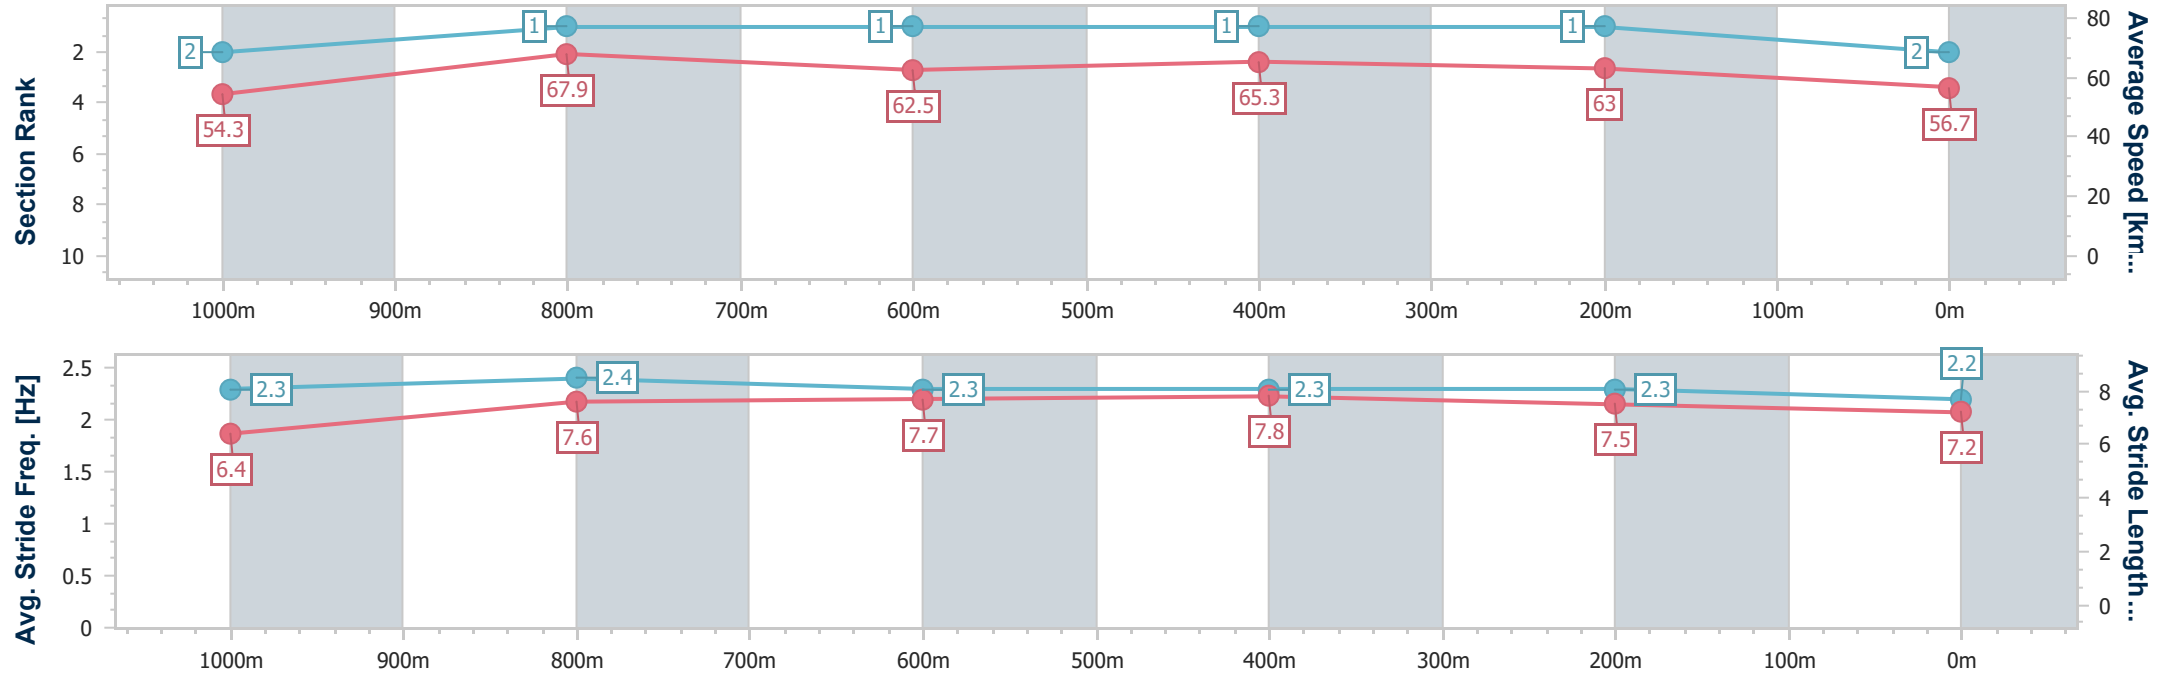 Section Rank
2
4
6
8
10
2
1
1
1
1
2
54.3
67.9
62.5
65.3
63
56.7
80
60
40
20
0
Average Speed [km...
1000m
900m
800m
700m
600m
500m
400m
300m
200m
100m
0m
Avg. Stride Freq. [Hz]
2.5
2
1.5
1
0.5
0
2.3
2.4
2.3
2.3
2.3
2.2
6.4
7.6
7.7
7.8
7.5
7.2
8
6
4
2
0
Avg. Stride Length...
1000m
900m
800m
700m
600m
500m
400m
300m
200m
100m
0m